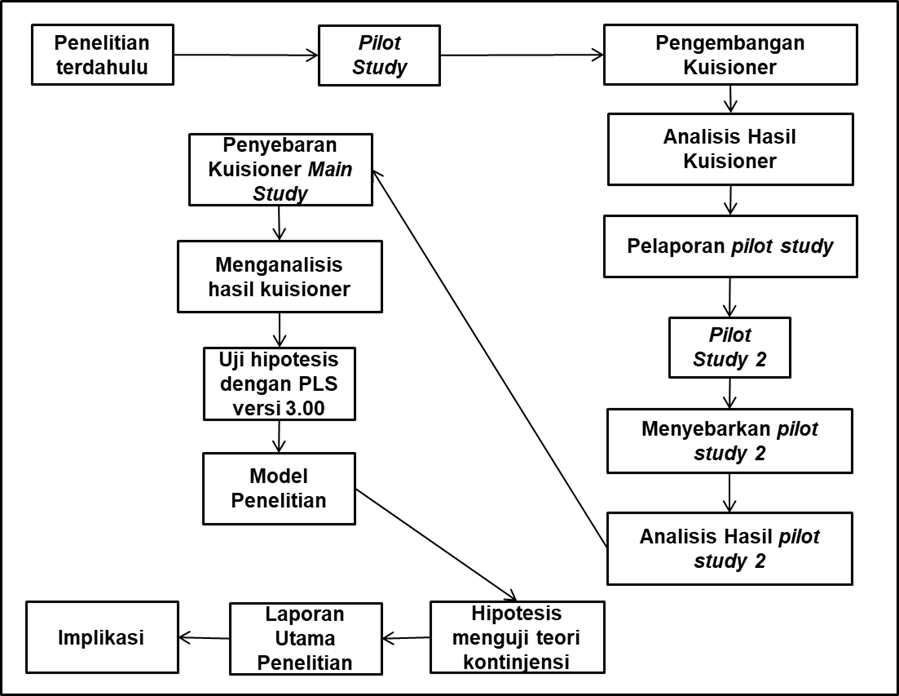 Penelitian
terdahulu
Pilot
Study
Pengembangan
Kuisioner
Analisis Hasil
Kuisioner
Pelaporan pilot study
Pilot
Study 2
Menyebarkan pilot
study 2
Analisis Hasil pilot
study 2
Penyebaran
Kuisioner Main
Study
Menganalisis
hasil kuisioner
Uji hipotesis
dengan PLS
versi 3.00
Model
Penelitian
Hipotesis
menguji teori
kontinjensi
Laporan
Utama
Penelitian
Implikasi